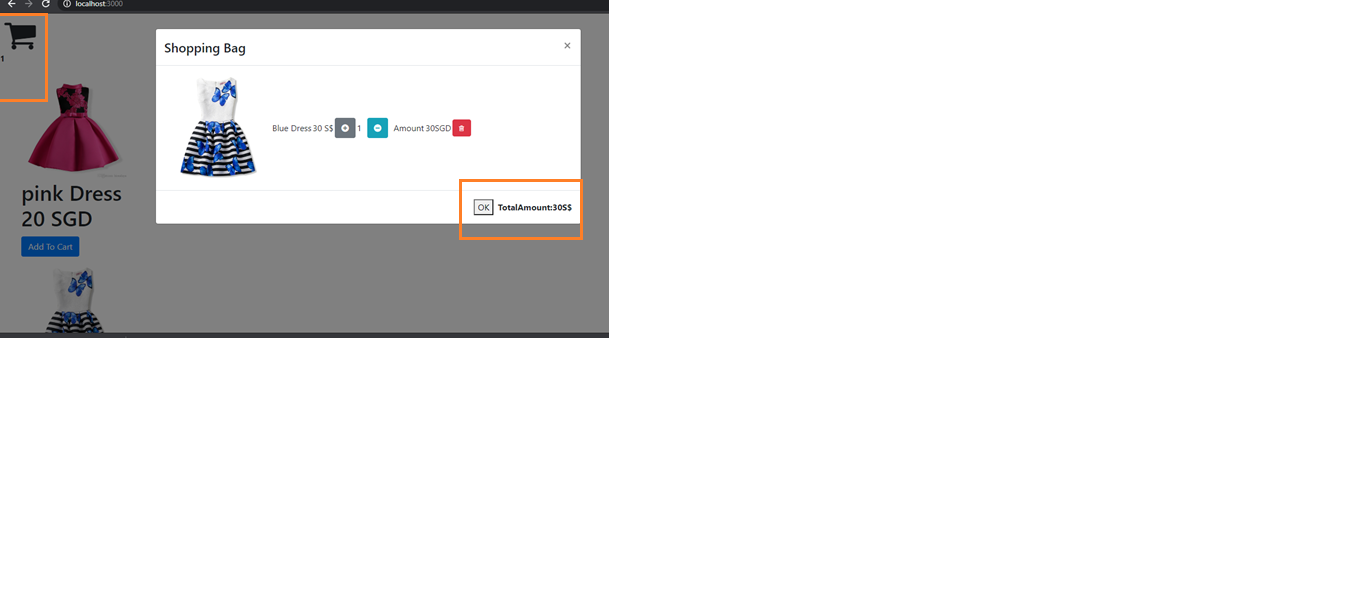 localhost:3000
1
Shopping Bag
×
Blue Dress 30 S$ 1 Amount 30SGD
OK TotalAmount:30S$
pink Dress
20 SGD
Add To Cart